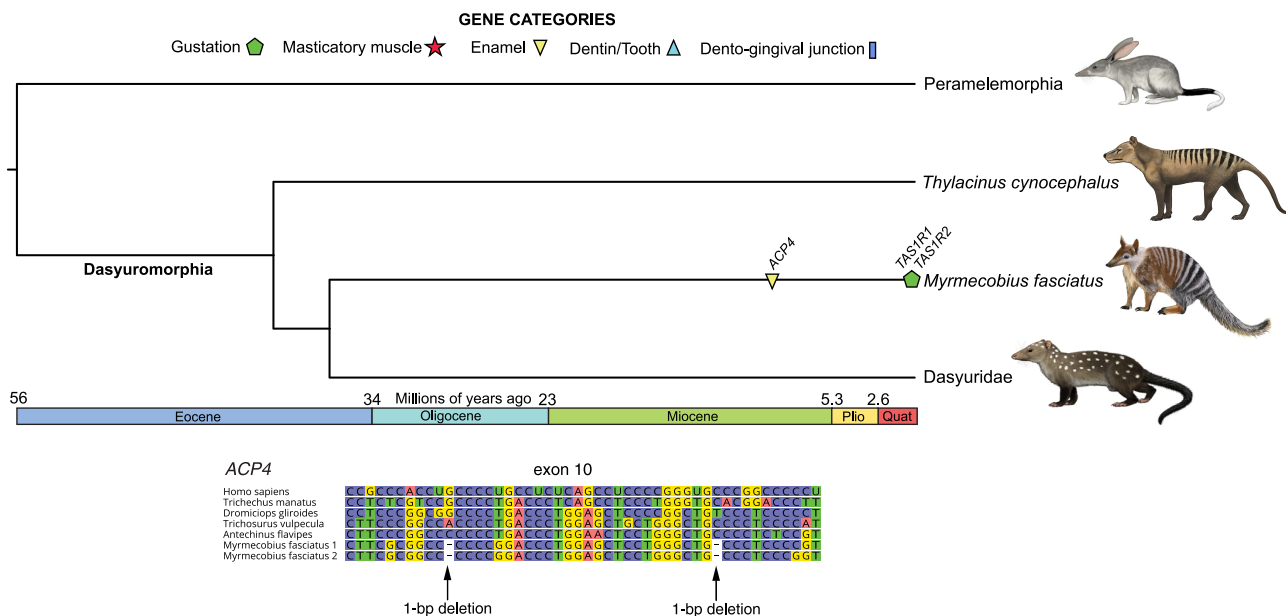 GENE CATEGORIES
Gustation Masticatory muscle Enamel Dentin/Tooth Dento-gingival junction
Peramelemorphia
Thylacinus cynocephalus
ACP4
TAS1R1
TAS1R2
Myrmecobius fasciatus
Dasyuromorphia
Dasyuridae
56 34 Millions of years ago 23 5.3 2.6
Eocene Oligocene Miocene Plio Quat
ACP4 exon 10
Homo sapiens
Trichechus manatus
Dromiciops gliroides
Trichosurus vulpecula
Antechinus flavipes
Myrmecobius fasciatus 1
Myrmecobius fasciatus 2
1-bp deletion 1-bp deletion